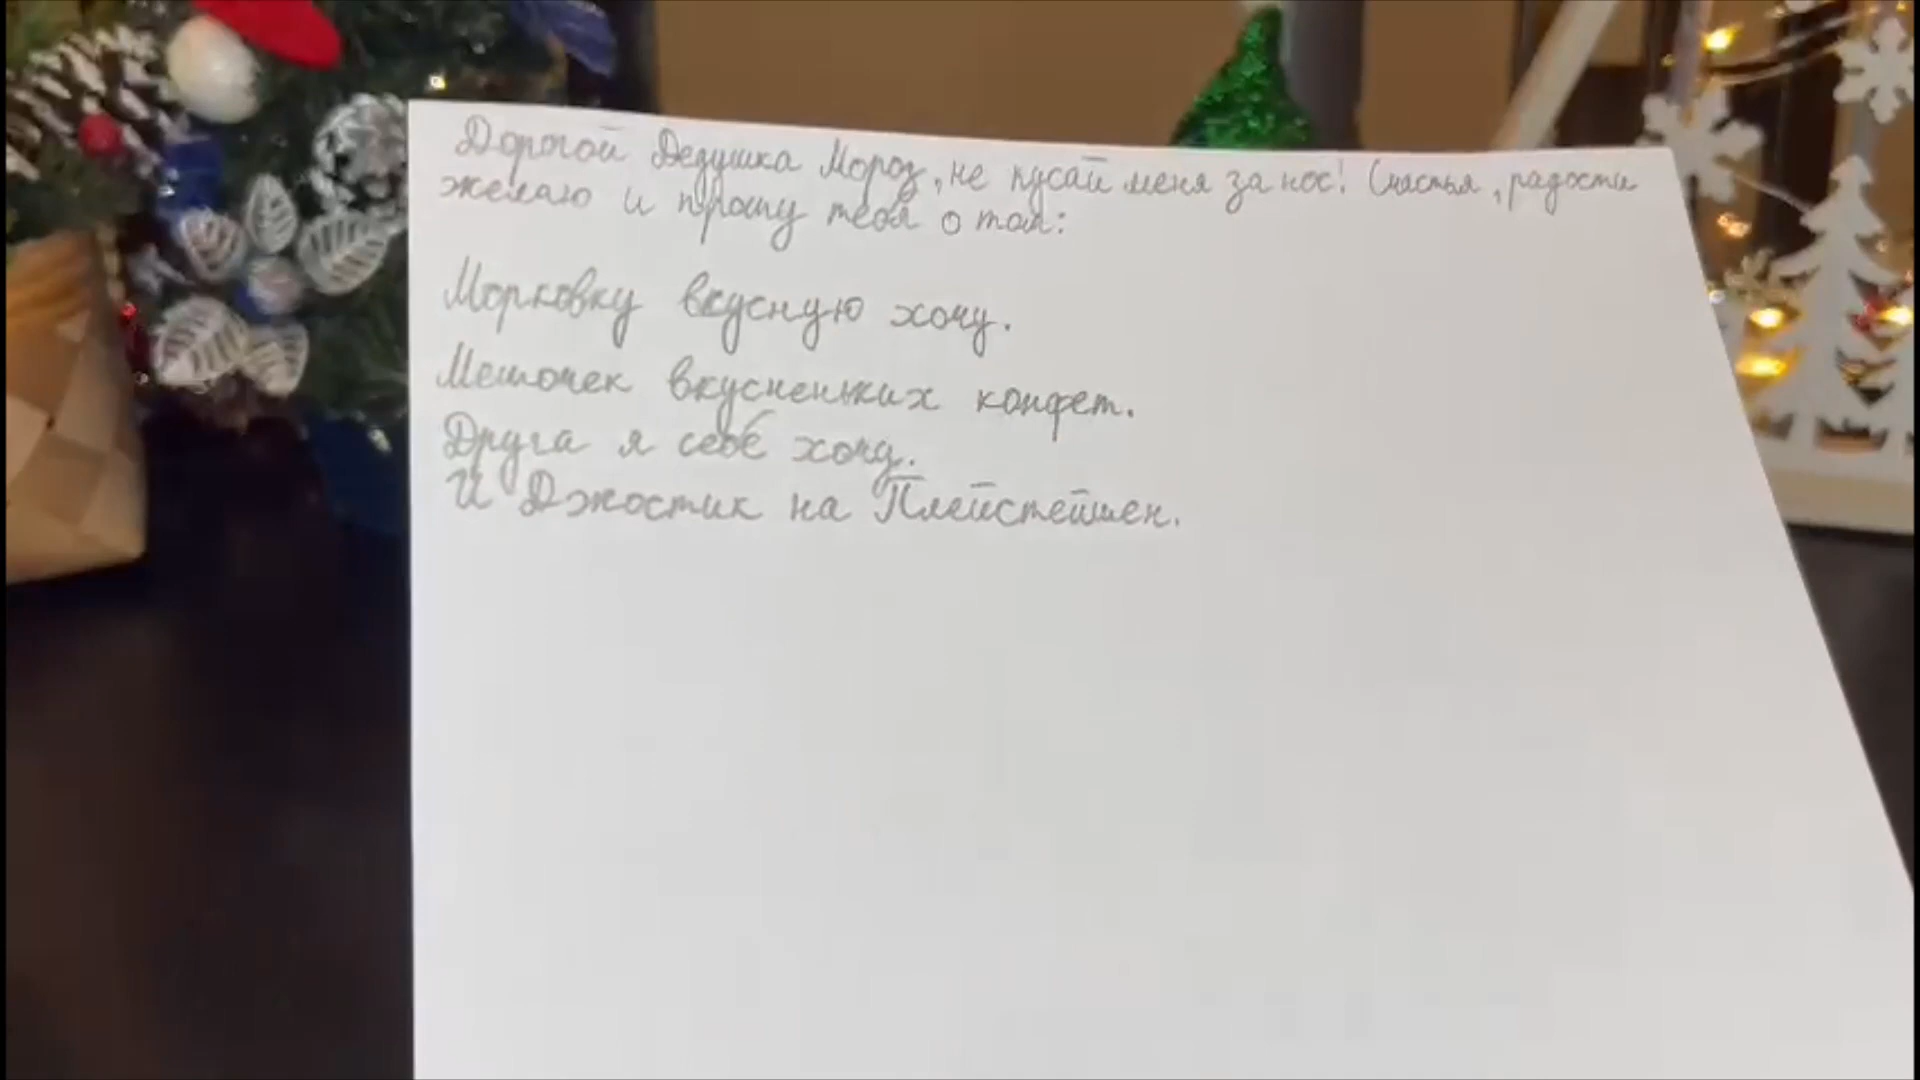 Дорогой Дедушка Мороз, не кусай меня за нос! Счастья, радости
желаю и прошу тебя о том:
Морковку вкусную хочу.
Мешочек вкусненьких конфет.
Друга я себе хочу.
И Джостик на Плейстейшен.